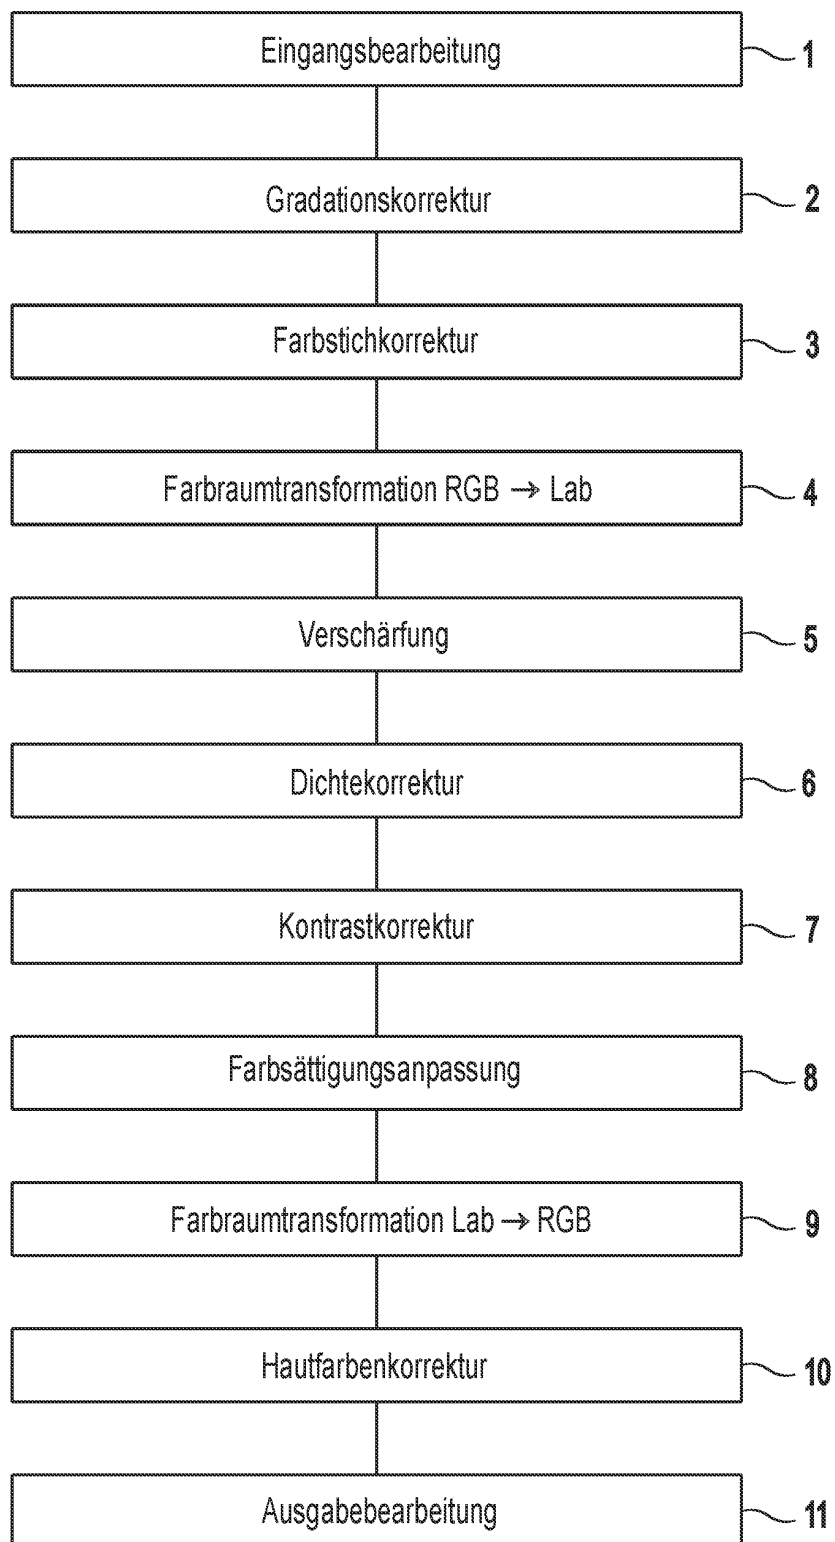 Eingangsbearbeitung 1
Gradationskorrektur 2
Farbstichkorrektur 3
Farbraumtransformation RGB → Lab 4
Verschärfung 5
Dichtekorrektur 6
Kontrastkorrektur 7
Farbsättigungsanpassung 8
Farbraumtransformation Lab → RGB 9
Hautfarbenkorrektur 10
Ausgabebearbeitung 11